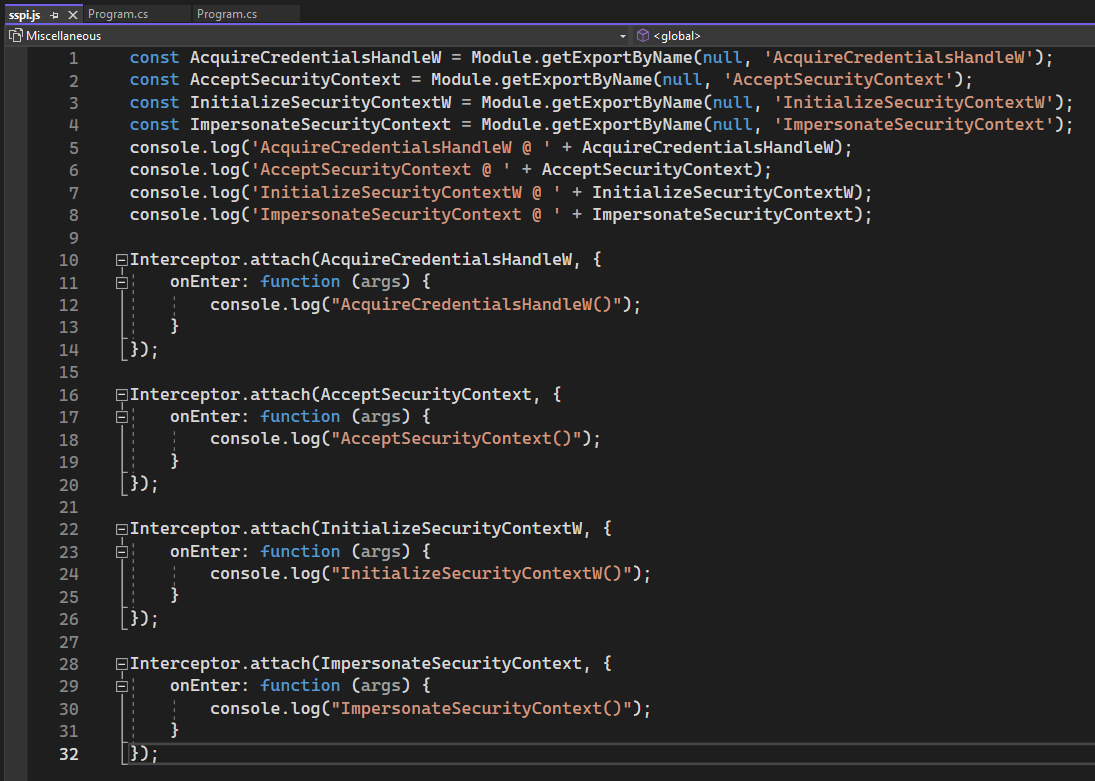 sspi.js Program.cs Program.cs
Miscellaneous <global>
1 const AcquireCredentialsHandleW = Module.getExportByName(null, 'AcquireCredentialsHandleW');
2 const AcceptSecurityContext = Module.getExportByName(null, 'AcceptSecurityContext');
3 const InitializeSecurityContextW = Module.getExportByName(null, 'InitializeSecurityContextW');
4 const ImpersonateSecurityContext = Module.getExportByName(null, 'ImpersonateSecurityContext');
5 console.log('AcquireCredentialsHandleW @ ' + AcquireCredentialsHandleW);
6 console.log('AcceptSecurityContext @ ' + AcceptSecurityContext);
7 console.log('InitializeSecurityContextW @ ' + InitializeSecurityContextW);
8 console.log('ImpersonateSecurityContext @ ' + ImpersonateSecurityContext);
9
10 Interceptor.attach(AcquireCredentialsHandleW, {
11     onEnter: function (args) {
12         console.log("AcquireCredentialsHandleW()");
13     }
14 });
15
16 Interceptor.attach(AcceptSecurityContext, {
17     onEnter: function (args) {
18         console.log("AcceptSecurityContext()");
19     }
20 });
21
22 Interceptor.attach(InitializeSecurityContextW, {
23     onEnter: function (args) {
24         console.log("InitializeSecurityContextW()");
25     }
26 });
27
28 Interceptor.attach(ImpersonateSecurityContext, {
29     onEnter: function (args) {
30         console.log("ImpersonateSecurityContext()");
31     }
32 });